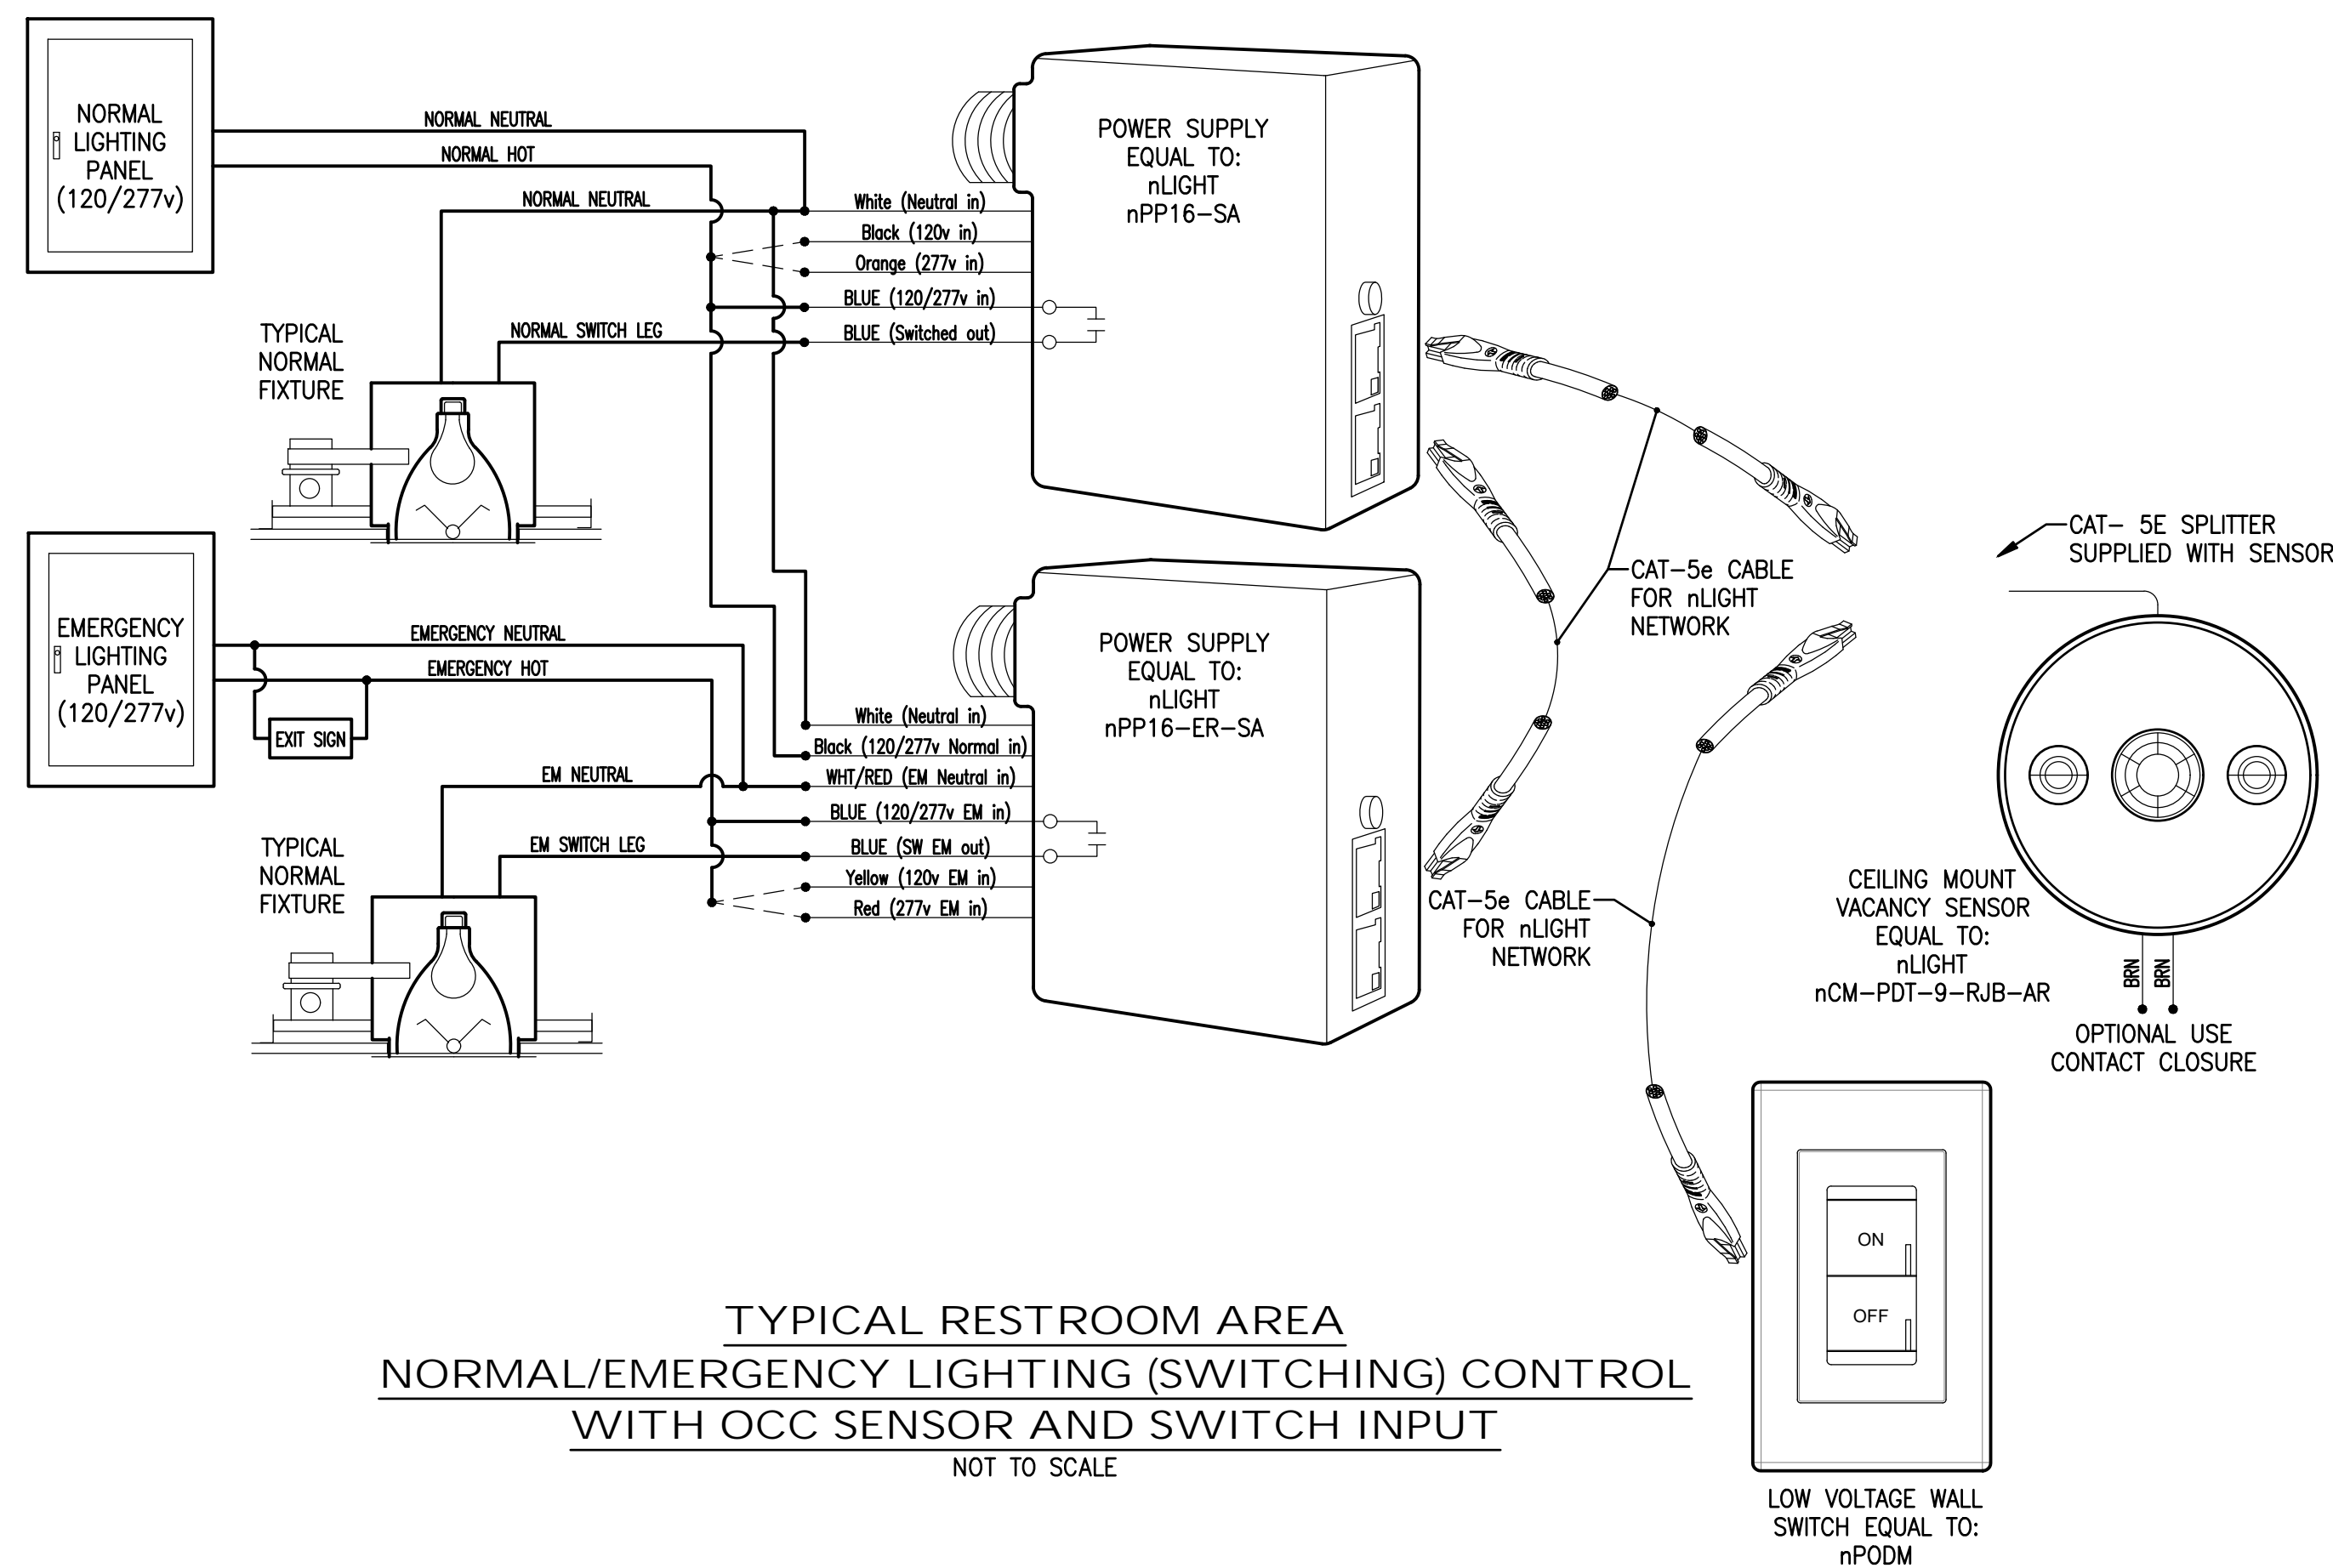 NORMAL
LIGHTING
PANEL
(120/277v)
NORMAL NEUTRAL
NORMAL HOT
NORMAL NEUTRAL
NORMAL SWITCH LEG
TYPICAL
NORMAL
FIXTURE
White (Neutral in)
Black (120v in)
Orange (277v in)
BLUE (120/277v in)
BLUE (Switched out)
POWER SUPPLY
EQUAL TO:
nLIGHT
nPP16-SA
EMERGENCY
LIGHTING
PANEL
(120/277v)
EMERGENCY NEUTRAL
EMERGENCY HOT
EXIT SIGN
EM NEUTRAL
EM SWITCH LEG
TYPICAL
NORMAL
FIXTURE
White (Neutral in)
Black (120/277v Normal in)
WHT/RED (EM Neutral in)
BLUE (120/277v EM in)
BLUE (SW EM out)
Yellow (120v EM in)
Red (277v EM in)
POWER SUPPLY
EQUAL TO:
nLIGHT
nPP16-ER-SA
CAT-5e CABLE
FOR nLIGHT
NETWORK
CAT- 5E SPLITTER
SUPPLIED WITH SENSOR
CAT-5e CABLE
FOR nLIGHT
NETWORK
CEILING MOUNT
VACANCY SENSOR
EQUAL TO:
nLIGHT
nCM-PDT-9-RJB-AR
BRN
BRN
OPTIONAL USE
CONTACT CLOSURE
ON
OFF
LOW VOLTAGE WALL
SWITCH EQUAL TO:
nPODM
TYPICAL RESTROOM AREA
NORMAL/EMERGENCY LIGHTING (SWITCHING) CONTROL
WITH OCC SENSOR AND SWITCH INPUT
NOT TO SCALE